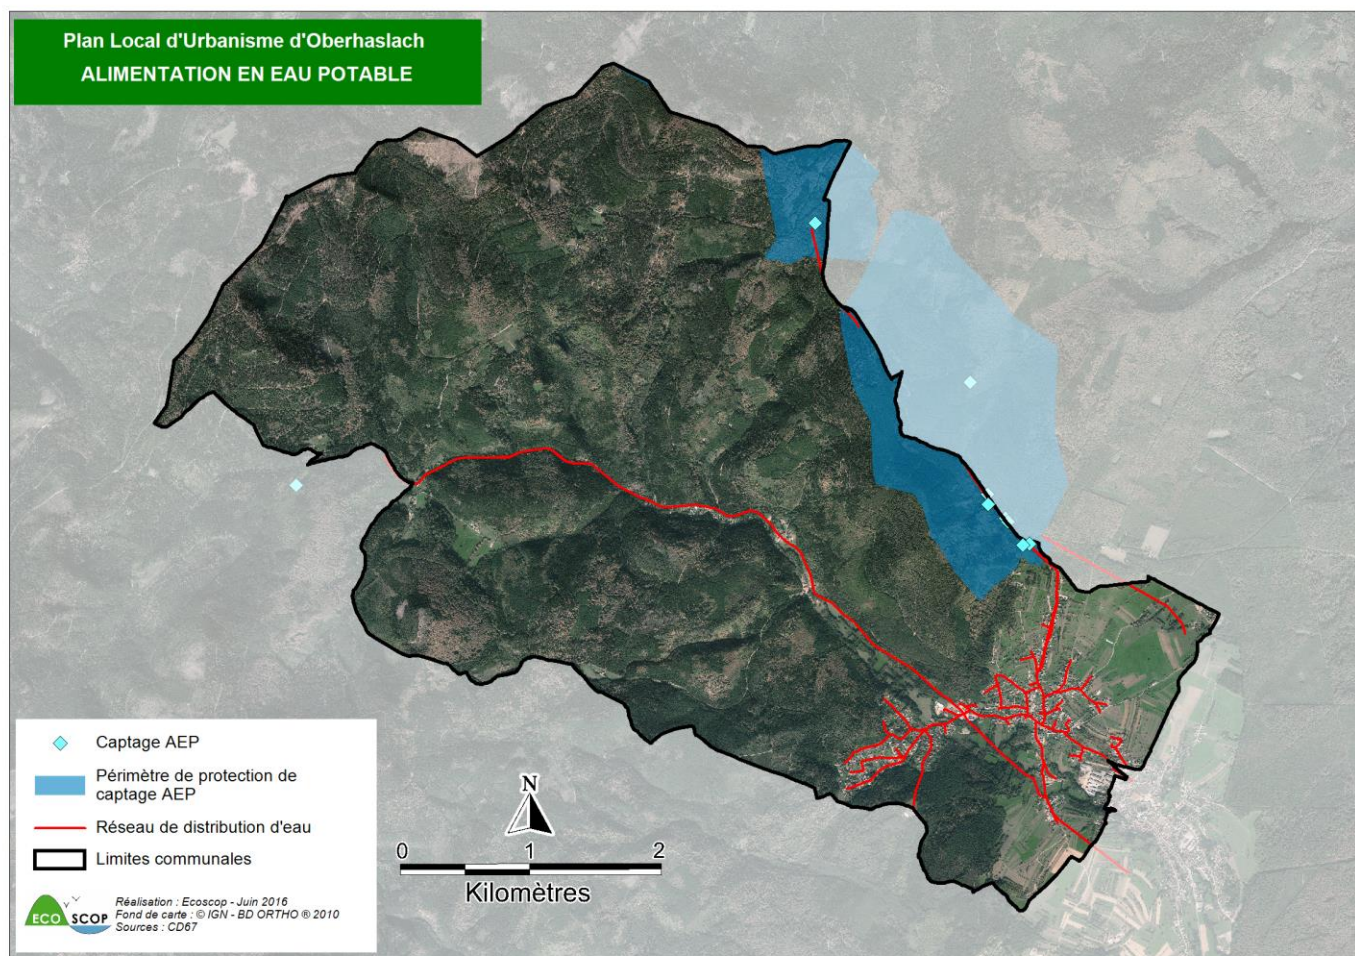 Plan Local d'Urbanisme d'Oberhaslach
ALIMENTATION EN EAU POTABLE
Captage AEP
Périmètre de protection de
captage AEP
Réseau de distribution d'eau
Limites communales
ECO SCOP
Réalisation : Ecoscop - Juin 2016
Fond de carte : © IGN - BD ORTHO ® 2010
Sources : CD67
N
0 1 2
Kilomètres